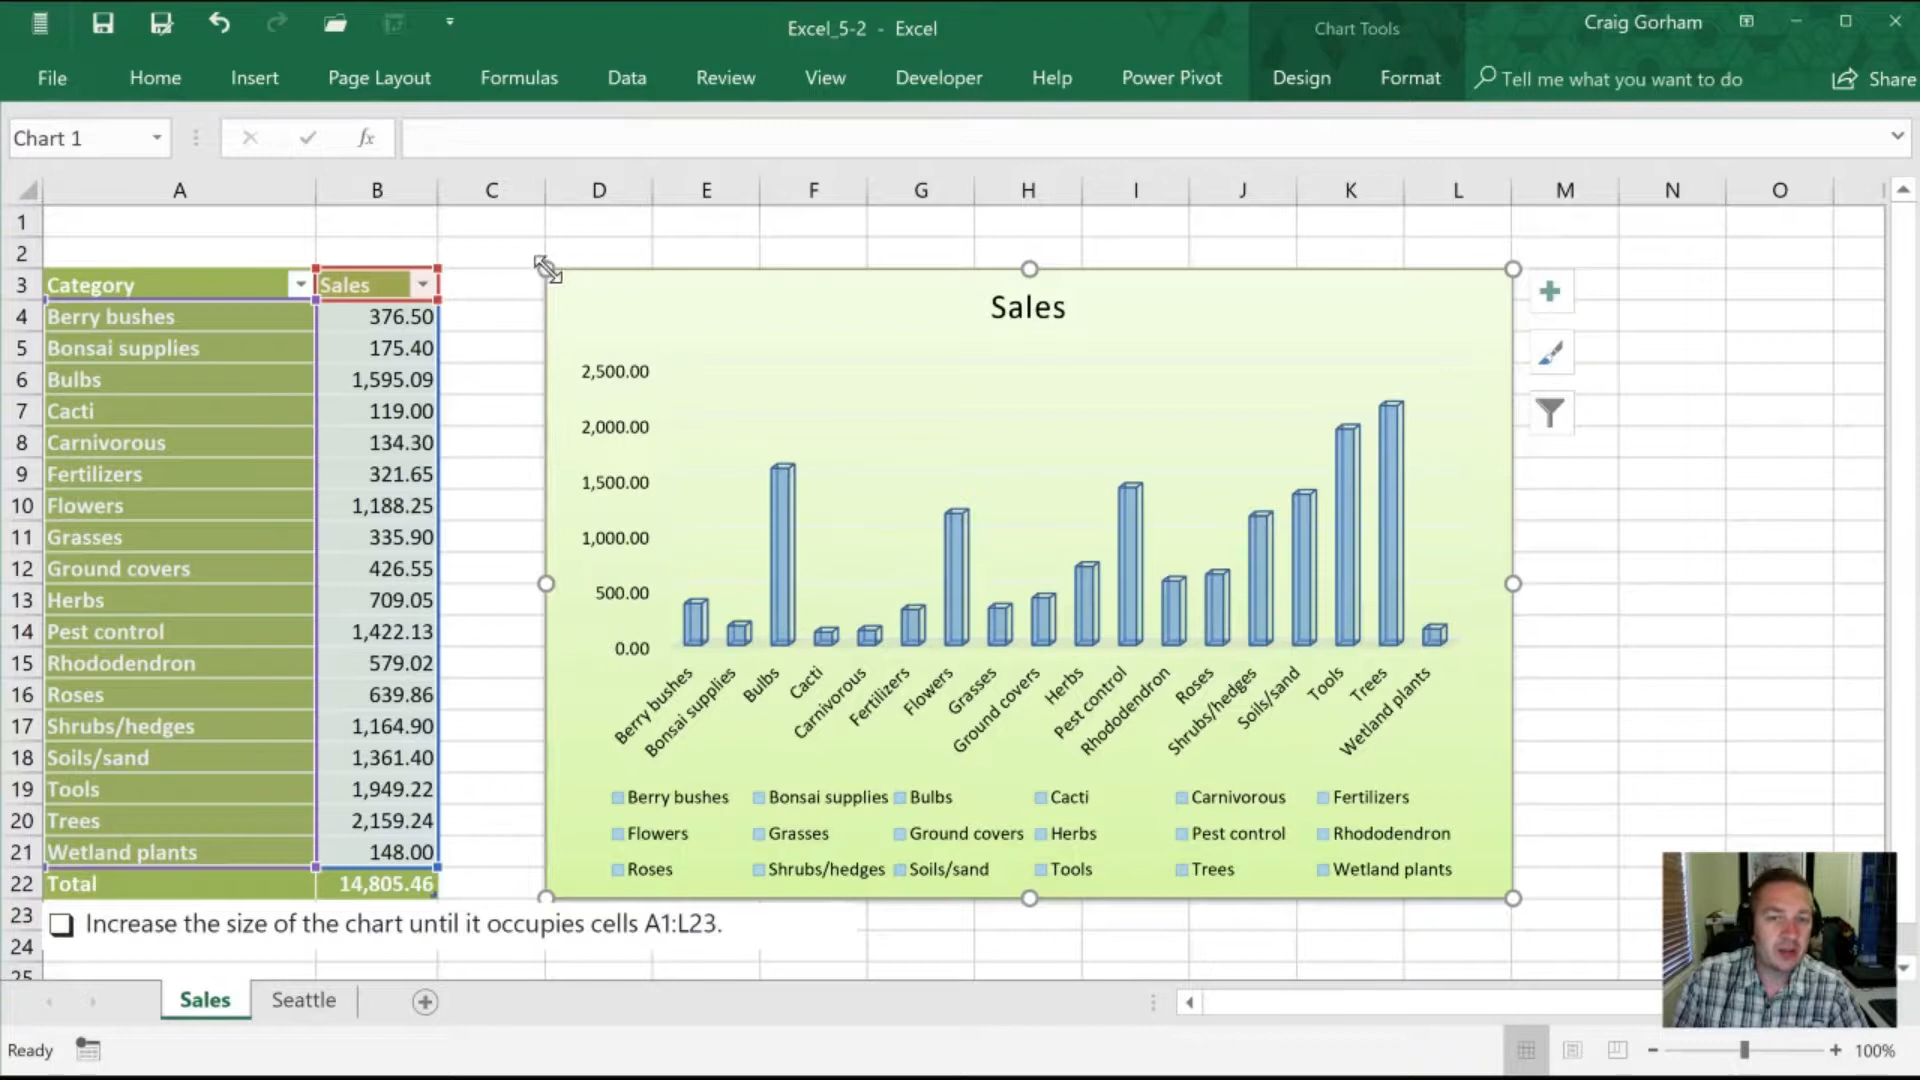 Excel_5-2 - Excel
Chart Tools
Craig Gorham
File Home Insert Page Layout Formulas Data Review View Developer Help Power Pivot Design Format Tell me what you want to do Share
Chart 1
fx
A B C D E F G H I J K L M N O
1
2
3 Category Sales
4 Berry bushes 376.50
5 Bonsai supplies 175.40
6 Bulbs 1,595.09
7 Cacti 119.00
8 Carnivorous 134.30
9 Fertilizers 321.65
10 Flowers 1,188.25
11 Grasses 335.90
12 Ground covers 426.55
13 Herbs 709.05
14 Pest control 1,422.13
15 Rhododendron 579.02
16 Roses 639.86
17 Shrubs/hedges 1,164.90
18 Soils/sand 1,361.40
19 Tools 1,949.22
20 Trees 2,159.24
21 Wetland plants 148.00
22 Total 14,805.46
23
24
25
Sales
2,500.00
2,000.00
1,500.00
1,000.00
500.00
0.00
Berry bushes
Bonsai supplies
Bulbs
Cacti
Carnivorous
Fertilizers
Flowers
Grasses
Ground covers
Herbs
Pest control
Rhododendron
Roses
Shrubs/hedges
Soils/sand
Tools
Trees
Wetland plants
Berry bushes Bonsai supplies Bulbs Cacti Carnivorous Fertilizers
Flowers Grasses Ground covers Herbs Pest control Rhododendron
Roses Shrubs/hedges Soils/sand Tools Trees Wetland plants
Increase the size of the chart until it occupies cells A1:L23.
Sales Seattle
Ready
100%